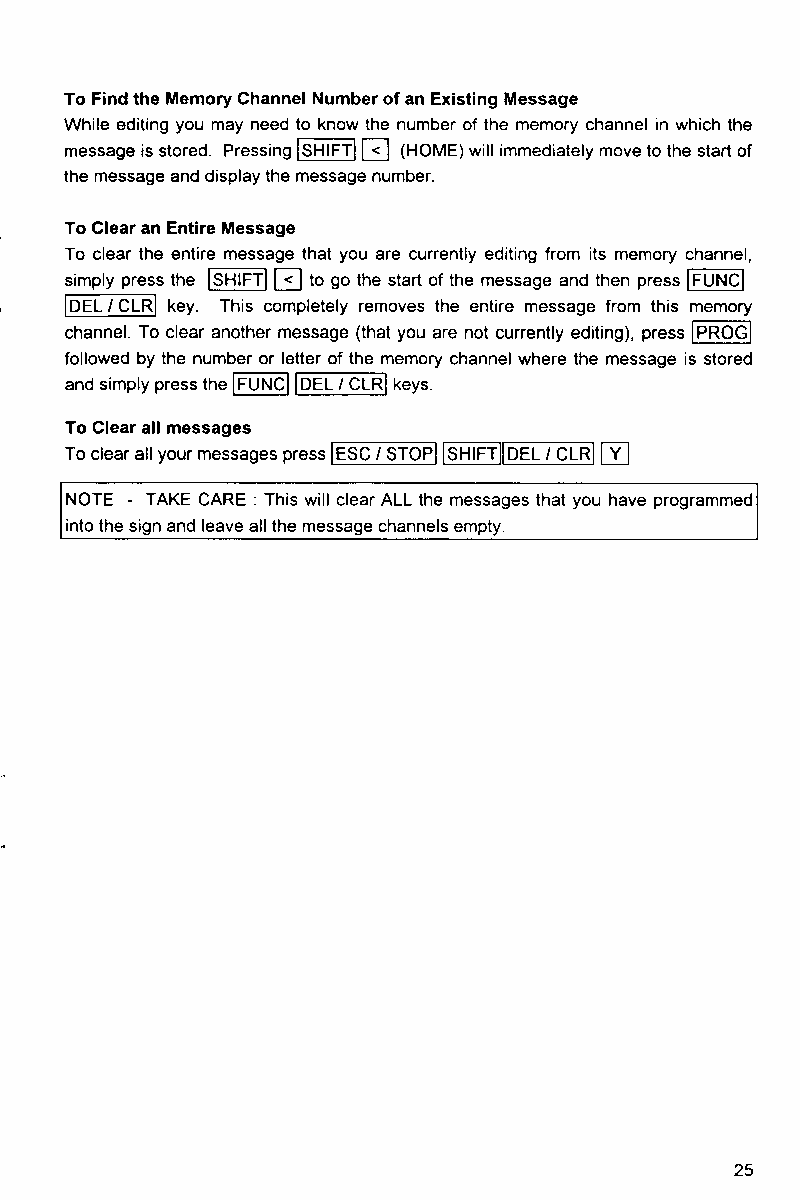 To Find the Memory Channel Number of an Existing Message
While editing you may need to know the number of the memory channel in which the
message is stored. Pressing SHIFT < (HOME) will immediately move to the start of
the message and display the message number.
To Clear an Entire Message
To clear the entire message that you are currently editing from its memory channel,
simply press the SHIFT < to go the start of the message and then press FUNC
DEL / CLR key. This completely removes the entire message from this memory
channel. To clear another message (that you are not currently editing), press PROG
followed by the number or letter of the memory channel where the message is stored
and simply press the FUNC DEL / CLR keys.
To Clear all messages
To clear all your messages press ESC / STOP SHIFT DEL / CLR Y
NOTE - TAKE CARE : This will clear ALL the messages that you have programmed
into the sign and leave all the message channels empty.
25